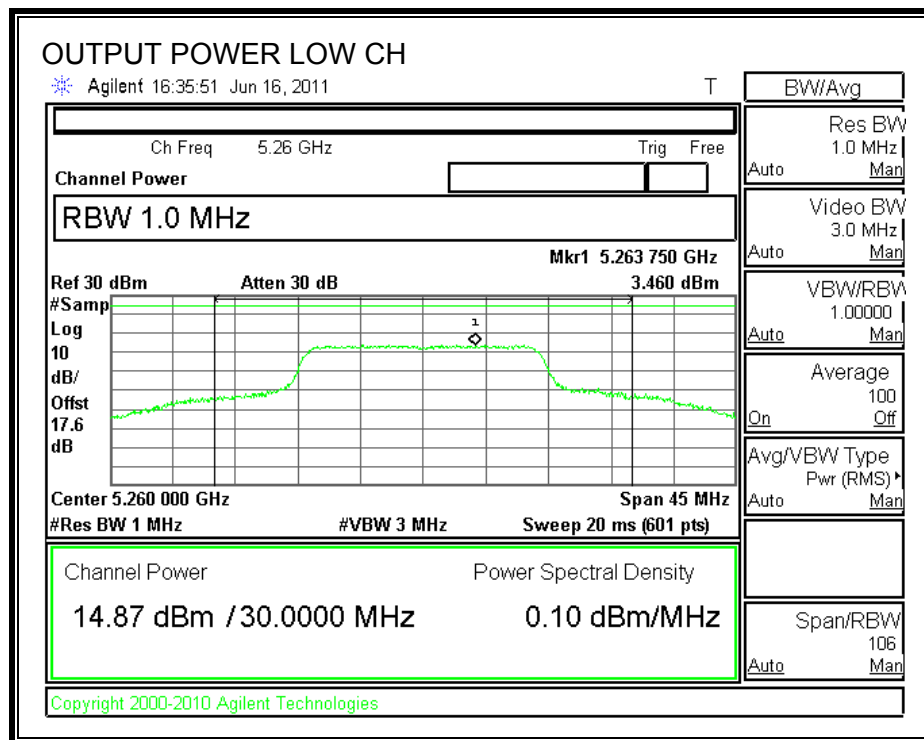 OUTPUT POWER LOW CH
Agilent 16:35:51 Jun 16, 2011 T
BW/Avg
Ch Freq 5.26 GHz Trig Free
Channel Power
RBW 1.0 MHz
Mkr1 5.263 750 GHz
Ref 30 dBm Atten 30 dB 3.460 dBm
#Samp
Log
10
dB/
Offst
17.6
dB
1
Center 5.260 000 GHz Span 45 MHz
#Res BW 1 MHz #VBW 3 MHz Sweep 20 ms (601 pts)
Channel Power Power Spectral Density
14.87 dBm / 30.0000 MHz 0.10 dBm/MHz
Res BW
1.0 MHz
Auto Man
Video BW
3.0 MHz
Auto Man
VBW/RBW
1.00000
Auto Man
Average
100
On Off
Avg/VBW Type
Pwr (RMS)
Auto Man
Span/RBW
106
Auto Man
Copyright 2000-2010 Agilent Technologies